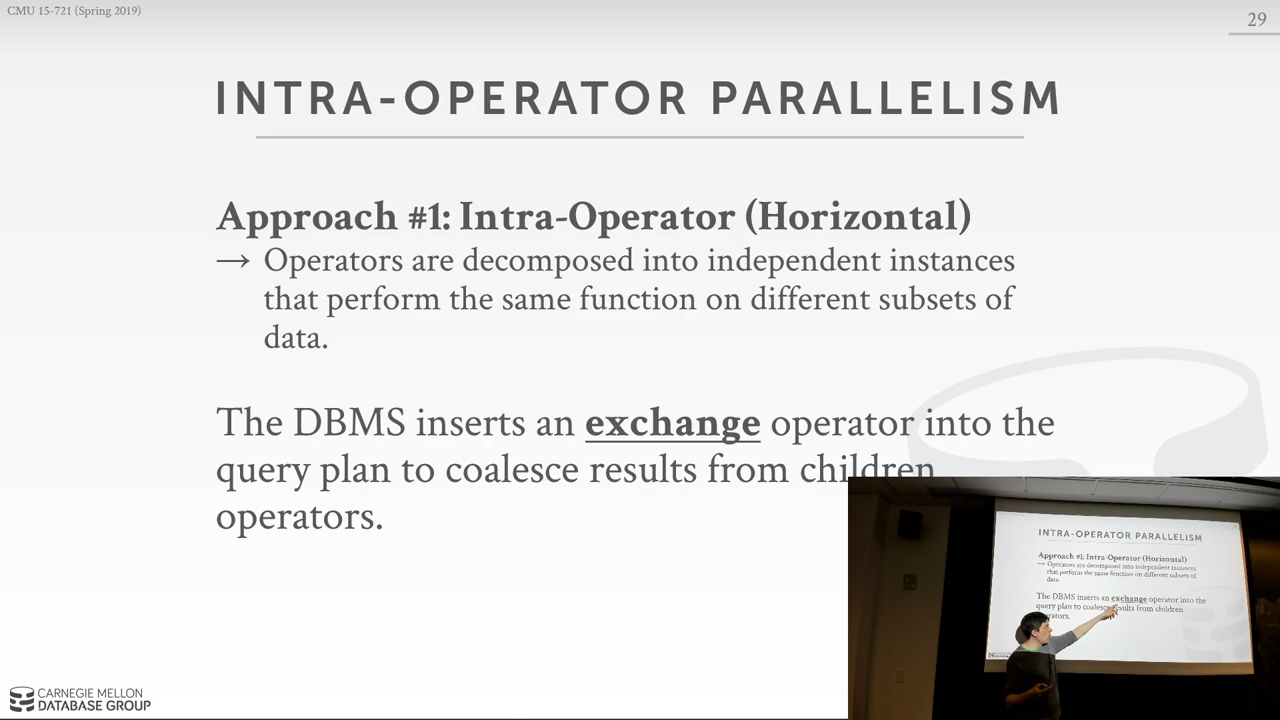 CMU 15-721 (Spring 2019)
29
INTRA-OPERATOR PARALLELISM
Approach #1: Intra-Operator (Horizontal)
→ Operators are decomposed into independent instances
that perform the same function on different subsets of
data.
The DBMS inserts an exchange operator into the
query plan to coalesce results from children
operators.
INTRA-OPERATOR PARALLELISM
Approach #1: Intra-Operator (Horizontal)
→ Operators are decomposed into independent instances
that perform the same function on different subsets of
data.
The DBMS inserts an exchange operator into the
query plan to coalesce results from children
CARNEGIE MELLON
DATABASE GROUP